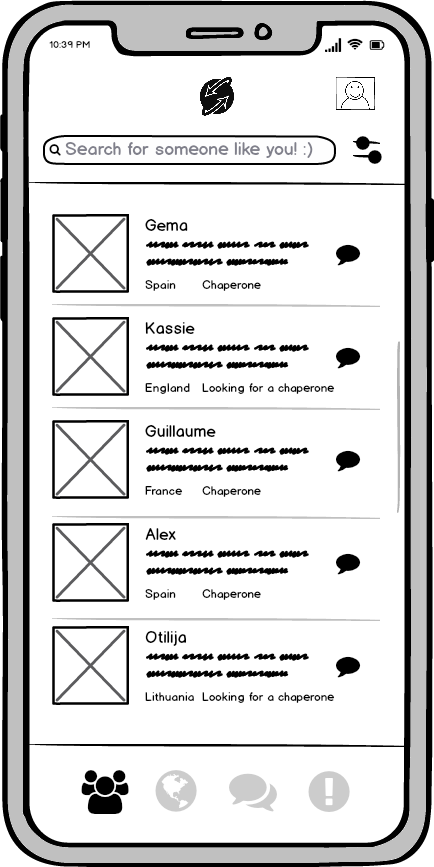 10:39 PM
Search for someone like you! :)
Gema
Spain Chaperone
Kassie
England Looking for a chaperone
Guillaume
France Chaperone
Alex
Spain Chaperone
Otilija
Lithuania Looking for a chaperone